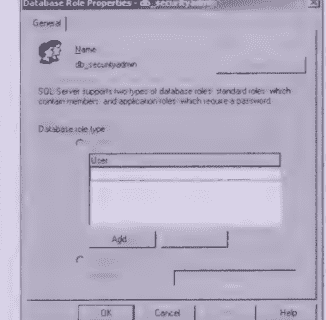 Database Role Properties - db_securityadmin
General
Name
db_securityadmin
SQL Server supports two types of database roles: standard roles, which
contain members, and application roles, which require a password.
Database role type
User
Add
OK Cancel Help